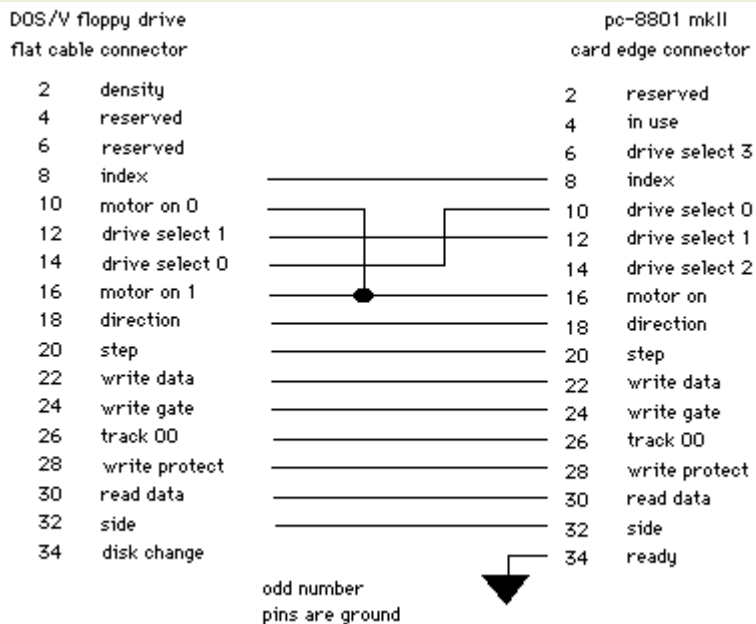 DOS/V floppy drive
flat cable connector
2 density
4 reserved
6 reserved
8 index
10 motor on 0
12 drive select 1
14 drive select 0
16 motor on 1
18 direction
20 step
22 write data
24 write gate
26 track 00
28 write protect
30 read data
32 side
34 disk change
pc-8801 mkII
card edge connector
2 reserved
4 in use
6 drive select 3
8 index
10 drive select 0
12 drive select 1
14 drive select 2
16 motor on
18 direction
20 step
22 write data
24 write gate
26 track 00
28 write protect
30 read data
32 side
34 ready
odd number
pins are ground